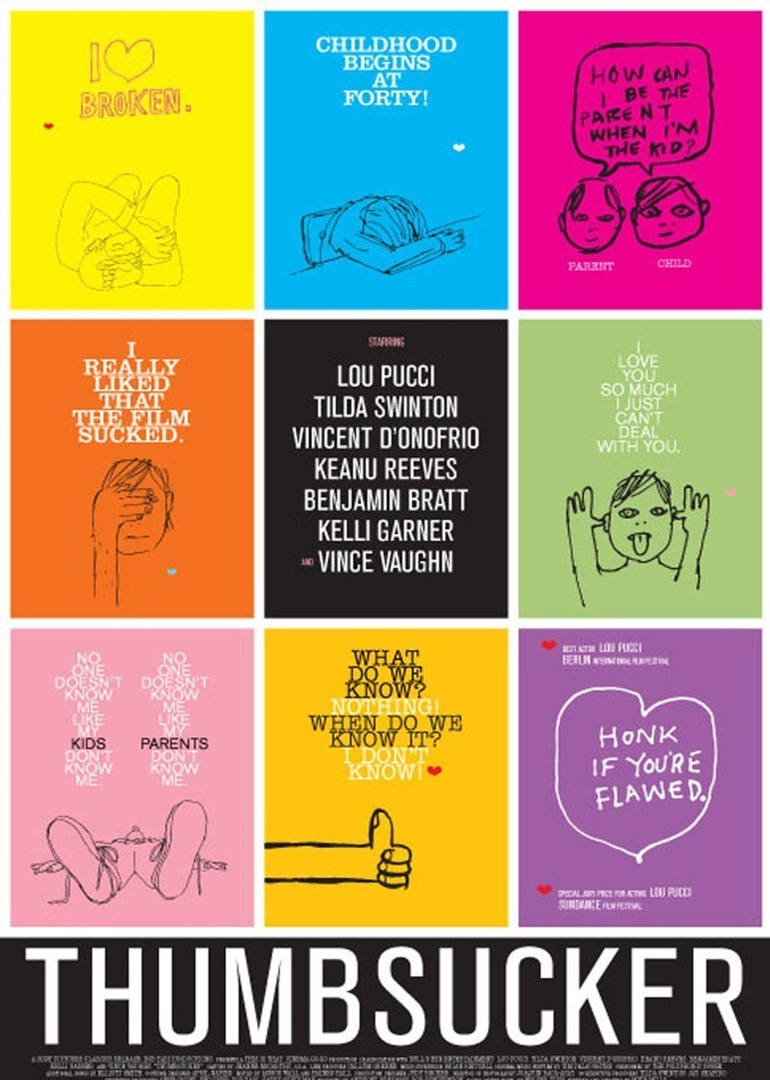 I
BROKEN.
CHILDHOOD
BEGINS
AT
FORTY!
HOW CAN
I BE THE
PARENT
WHEN I'M
THE KID?
PARENT
CHILD
I
REALLY
LIKED
THAT
THE FILM
SUCKED.
STARRING
LOU PUCCI
TILDA SWINTON
VINCENT D'ONOFRIO
KEANU REEVES
BENJAMIN BRATT
KELLI GARNER
AND VINCE VAUGHN
I
LOVE
YOU
SO MUCH
I JUST
CAN'T
DEAL
WITH YOU.
NO
ONE
DOESN'T
KNOW
ME
LIKE
MY
KIDS
DON'T
KNOW
ME.
NO
ONE
DOESN'T
KNOW
ME
LIKE
MY
PARENTS
DON'T
KNOW
ME.
WHAT
DO WE
KNOW?
NOTHING!
WHEN DO WE
KNOW IT?
I DON'T
KNOW!
BEST ACTOR LOU PUCCI
BERLIN INTERNATIONAL FILM FESTIVAL
HONK
IF YOU'RE
FLAWED.
SPECIAL JURY PRIZE FOR ACTING LOU PUCCI
SUNDANCE FILM FESTIVAL
THUMBSUCKER